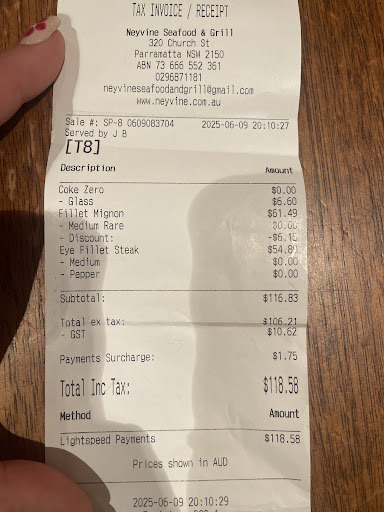 TAX INVOICE / RECEIPT
Neyvine Seafood & Grill
320 Church St
Parramatta NSW 2150
ABN 73 666 552 361
0296871181
neyvineseafoodandgrill@gmail.com
www.neyvine.com.au
Sale #: SP-8 0609083704 2025-06-09 20:10:27
Served by J B
[T8]
Description Amount
Coke Zero $0.00
- Glass $6.60
Fillet Mignon $61.49
- Medium Rare $0.00
- Discount: -$6.15
Eye Fillet Steak $54.89
- Medium $0.00
- Pepper $0.00
Subtotal: $116.83
Total ex tax: $106.21
- GST $10.62
Payments Surcharge: $1.75
Total Inc Tax: $118.58
Method Amount
Lightspeed Payments $118.58
Prices shown in AUD
2025-06-09 20:10:29